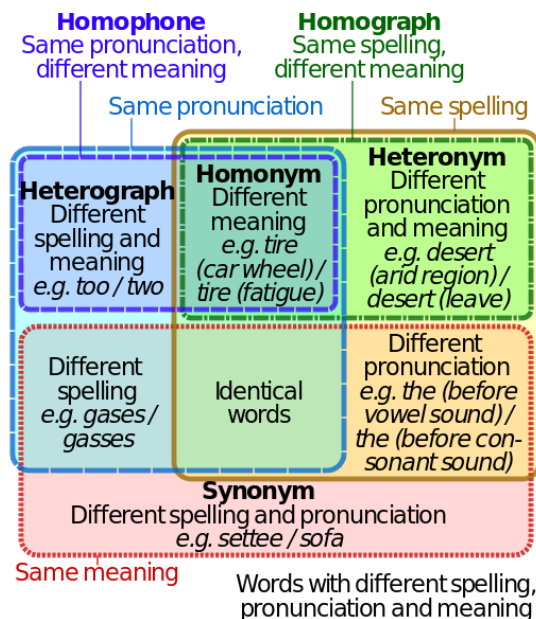 Homophone
Same pronunciation,
different meaning
Homograph
Same spelling,
different meaning
Same pronunciation
Same spelling
Heterograph
Different
spelling and
meaning
e.g. too / two
Homonym
Different
meaning
e.g. tire
(car wheel) /
tire (fatigue)
Heteronym
Different
pronunciation
and meaning
e.g. desert
(arid region) /
desert (leave)
Different
spelling
e.g. gases /
gasses
Identical
words
Different
pronunciation
e.g. the (before
vowel sound) /
the (before con-
sonant sound)
Synonym
Different spelling and pronunciation
e.g. settee / sofa
Same meaning
Words with different spelling,
pronunciation and meaning